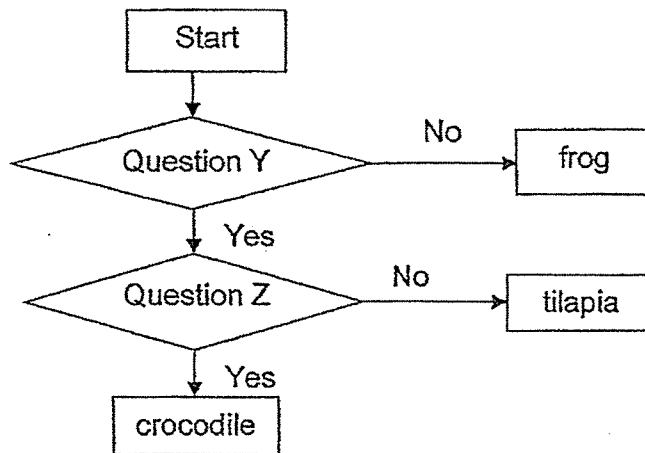 Start
Question Y
No
frog
Yes
Question Z
No
tilapia
Yes
crocodile